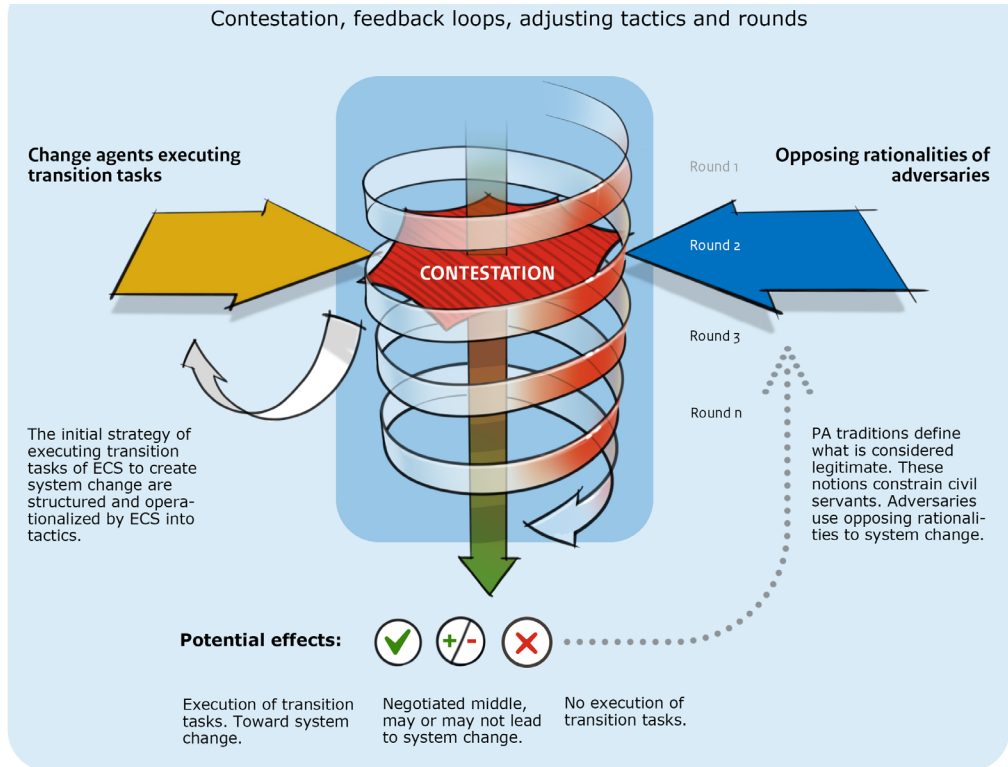 Contestation, feedback loops, adjusting tactics and rounds
Change agents executing
transition tasks
Opposing rationalities of
adversaries
Round 1
Round 2
CONTESTATION
Round 3
Round n
The initial strategy of
executing transition
tasks of ECS to create
system change are
structured and opera-
tionalized by ECS into
tactics.
PA traditions define
what is considered
legitimate. These
notions constrain civil
servants. Adversaries
use opposing rationali-
ties to system change.
Potential effects:
+/-
Execution of transition
tasks. Toward system
change.
Negotiated middle,
may or may not lead
to system change.
No execution of
transition tasks.